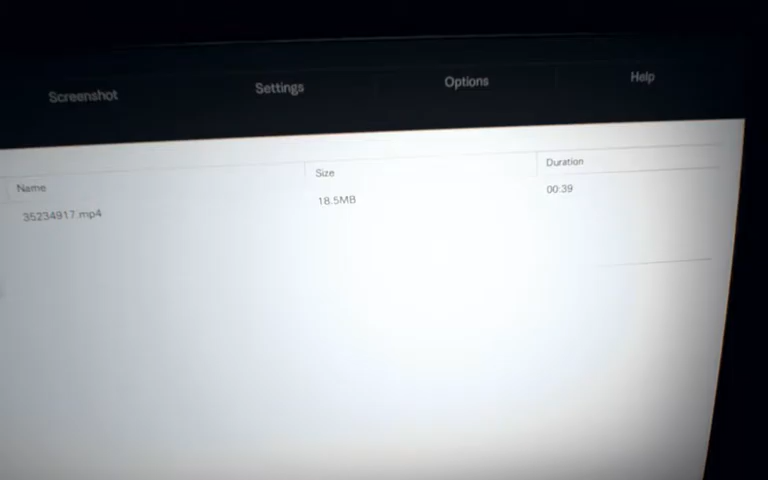 Screenshot Settings Options Help
Name Size Duration
35234917.mp4 18.5MB 00:39